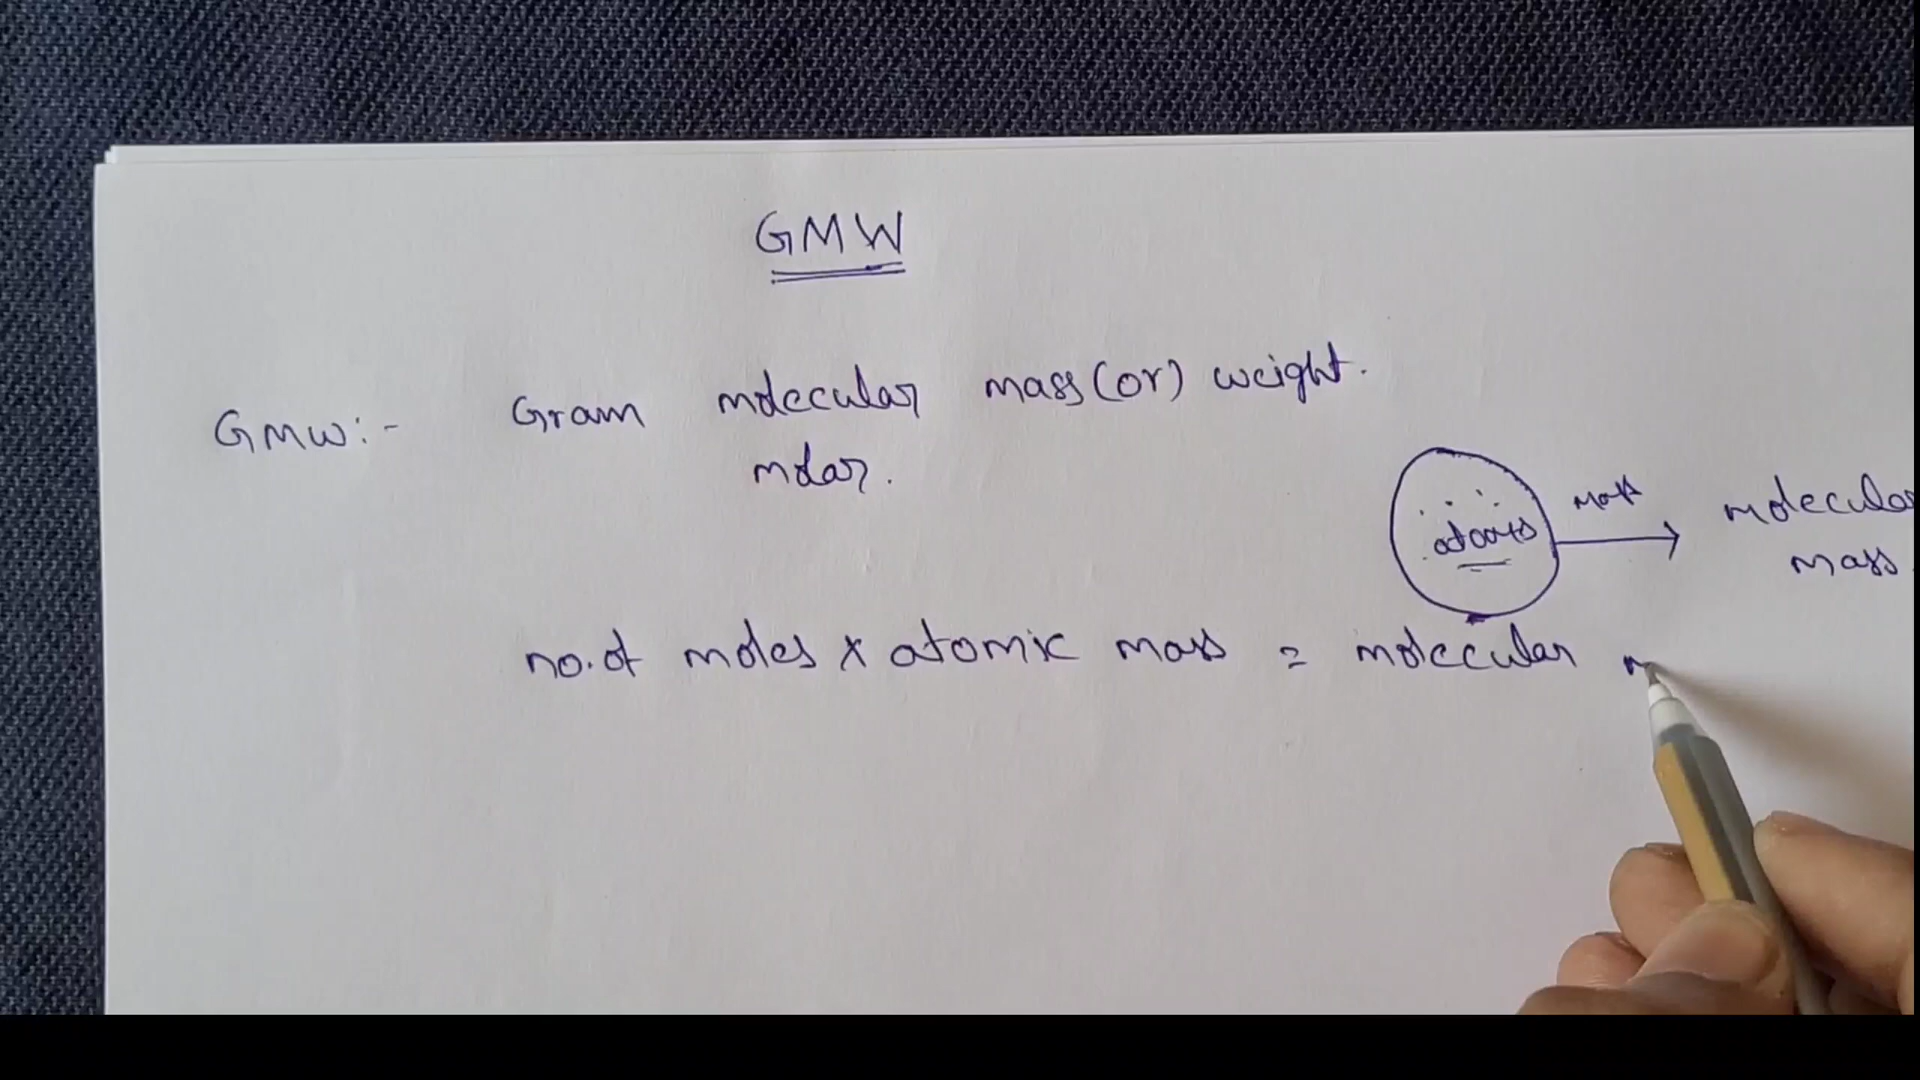 GMW
GMW:- Gram molecular mass (or) weight.
molar.
atoms
mass
molecular
mass
no. of moles x atomic mass = molecular m